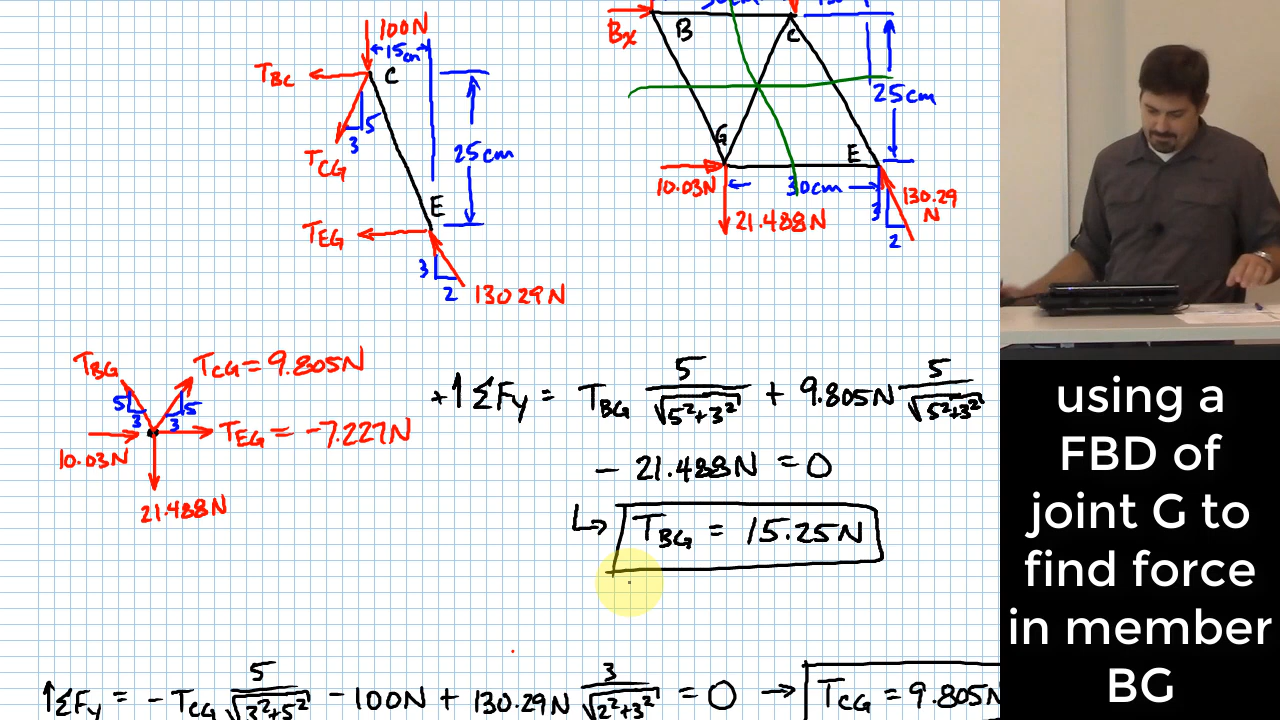 100N
15cm
T_BC
C
5
3
T_CG
25cm
E
T_EG
3
2
130.29N
B_x
B
C
25cm
G
E
10.03N
30cm
130.29
N
3
2
21.488N
T_BG
T_CG = 9.805N
5
3
3
5
T_EG = -7.227N
10.03N
21.488N
+↑ΣF_y = T_BG 5/√(5²+3²) + 9.805N 5/√(5²+3²)
- 21.488N = 0
↳ T_BG = 15.25N
↑ΣF_y = - T_CG 5/√(3²+5²) - 100N + 130.29N 3/√(2²+3²) = 0 → T_CG = 9.805N
using a
FBD of
joint G to
find force
in member
BG